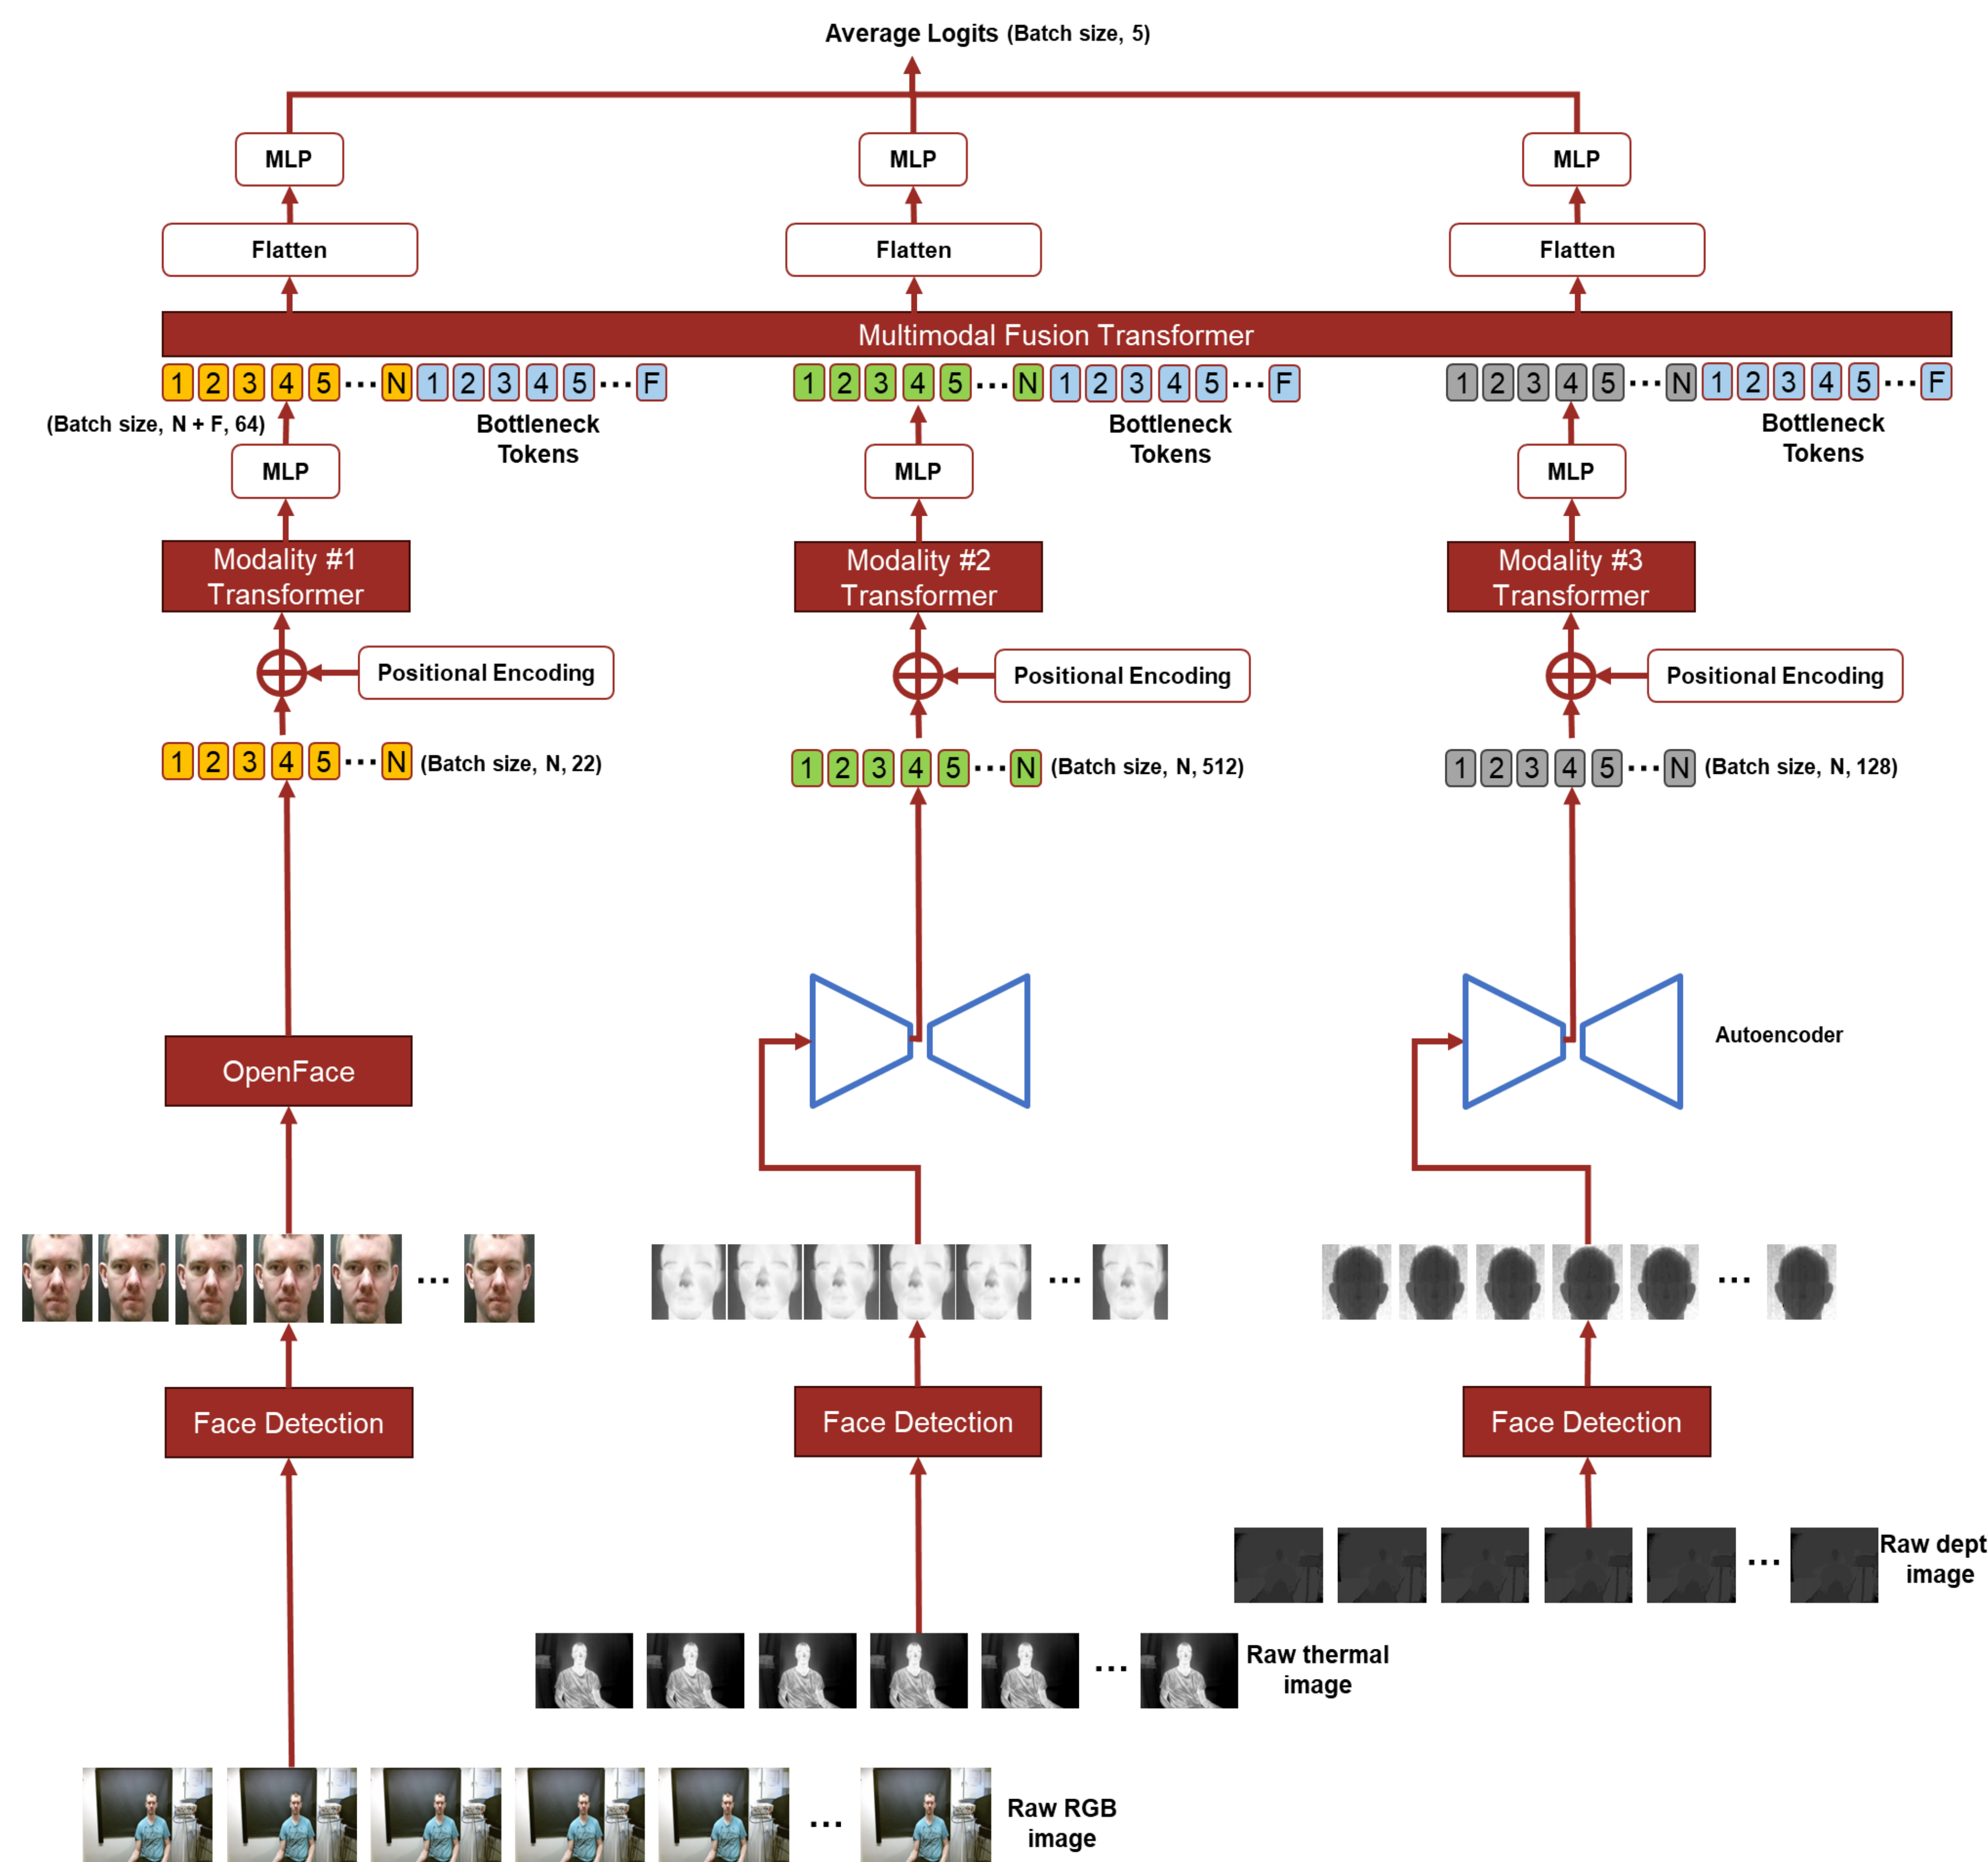 Average Logits (Batch size, 5)
MLP MLP MLP
Flatten Flatten Flatten
Multimodal Fusion Transformer
1 2 3 4 5 ... N 1 2 3 4 5 ... F 1 2 3 4 5 ... N 1 2 3 4 5 ... F 1 2 3 4 5 ... N 1 2 3 4 5 ... F
(Batch size, N + F, 64)
Bottleneck Bottleneck Bottleneck
Tokens Tokens Tokens
MLP MLP MLP
Modality #1 Modality #2 Modality #3
Transformer Transformer Transformer
Positional Encoding Positional Encoding Positional Encoding
1 2 3 4 5 ... N (Batch size, N, 22) 1 2 3 4 5 ... N (Batch size, N, 512) 1 2 3 4 5 ... N (Batch size, N, 128)
Autoencoder
OpenFace
... ... ...
Face Detection Face Detection Face Detection
... Raw dept
image
... Raw thermal
image
... Raw RGB
image